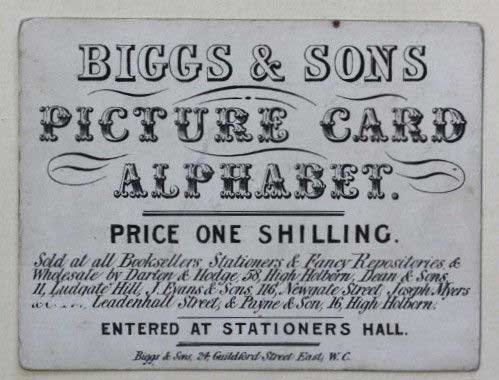 BIGGS & SONS
PICTURE CARD
ALPHABET.
PRICE ONE SHILLING.
Sold at all Booksellers Stationers & Fancy Repositories &
Wholesale by Darton & Hodge, 58, High Holborn, Dean & Sons,
11, Ludgate Hill, J. Evans & Sons, 116, Newgate Street, Joseph Myers
Leadenhall Street, & Payne & Son, 16, High Holborn.
ENTERED AT STATIONERS HALL.
Biggs & Sons, 24, Guildford Street East, W. C.